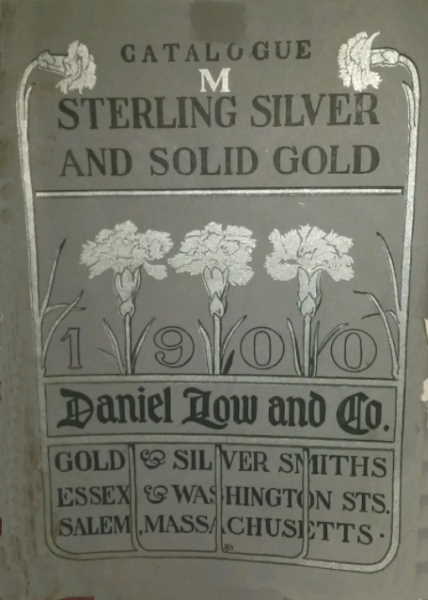 CATALOGUE
M
STERLING SILVER
AND SOLID GOLD
1900
Daniel Low and Co.
GOLD & SILVER SMITHS
ESSEX & WASHINGTON STS.
SALEM, MASSACHUSETTS.